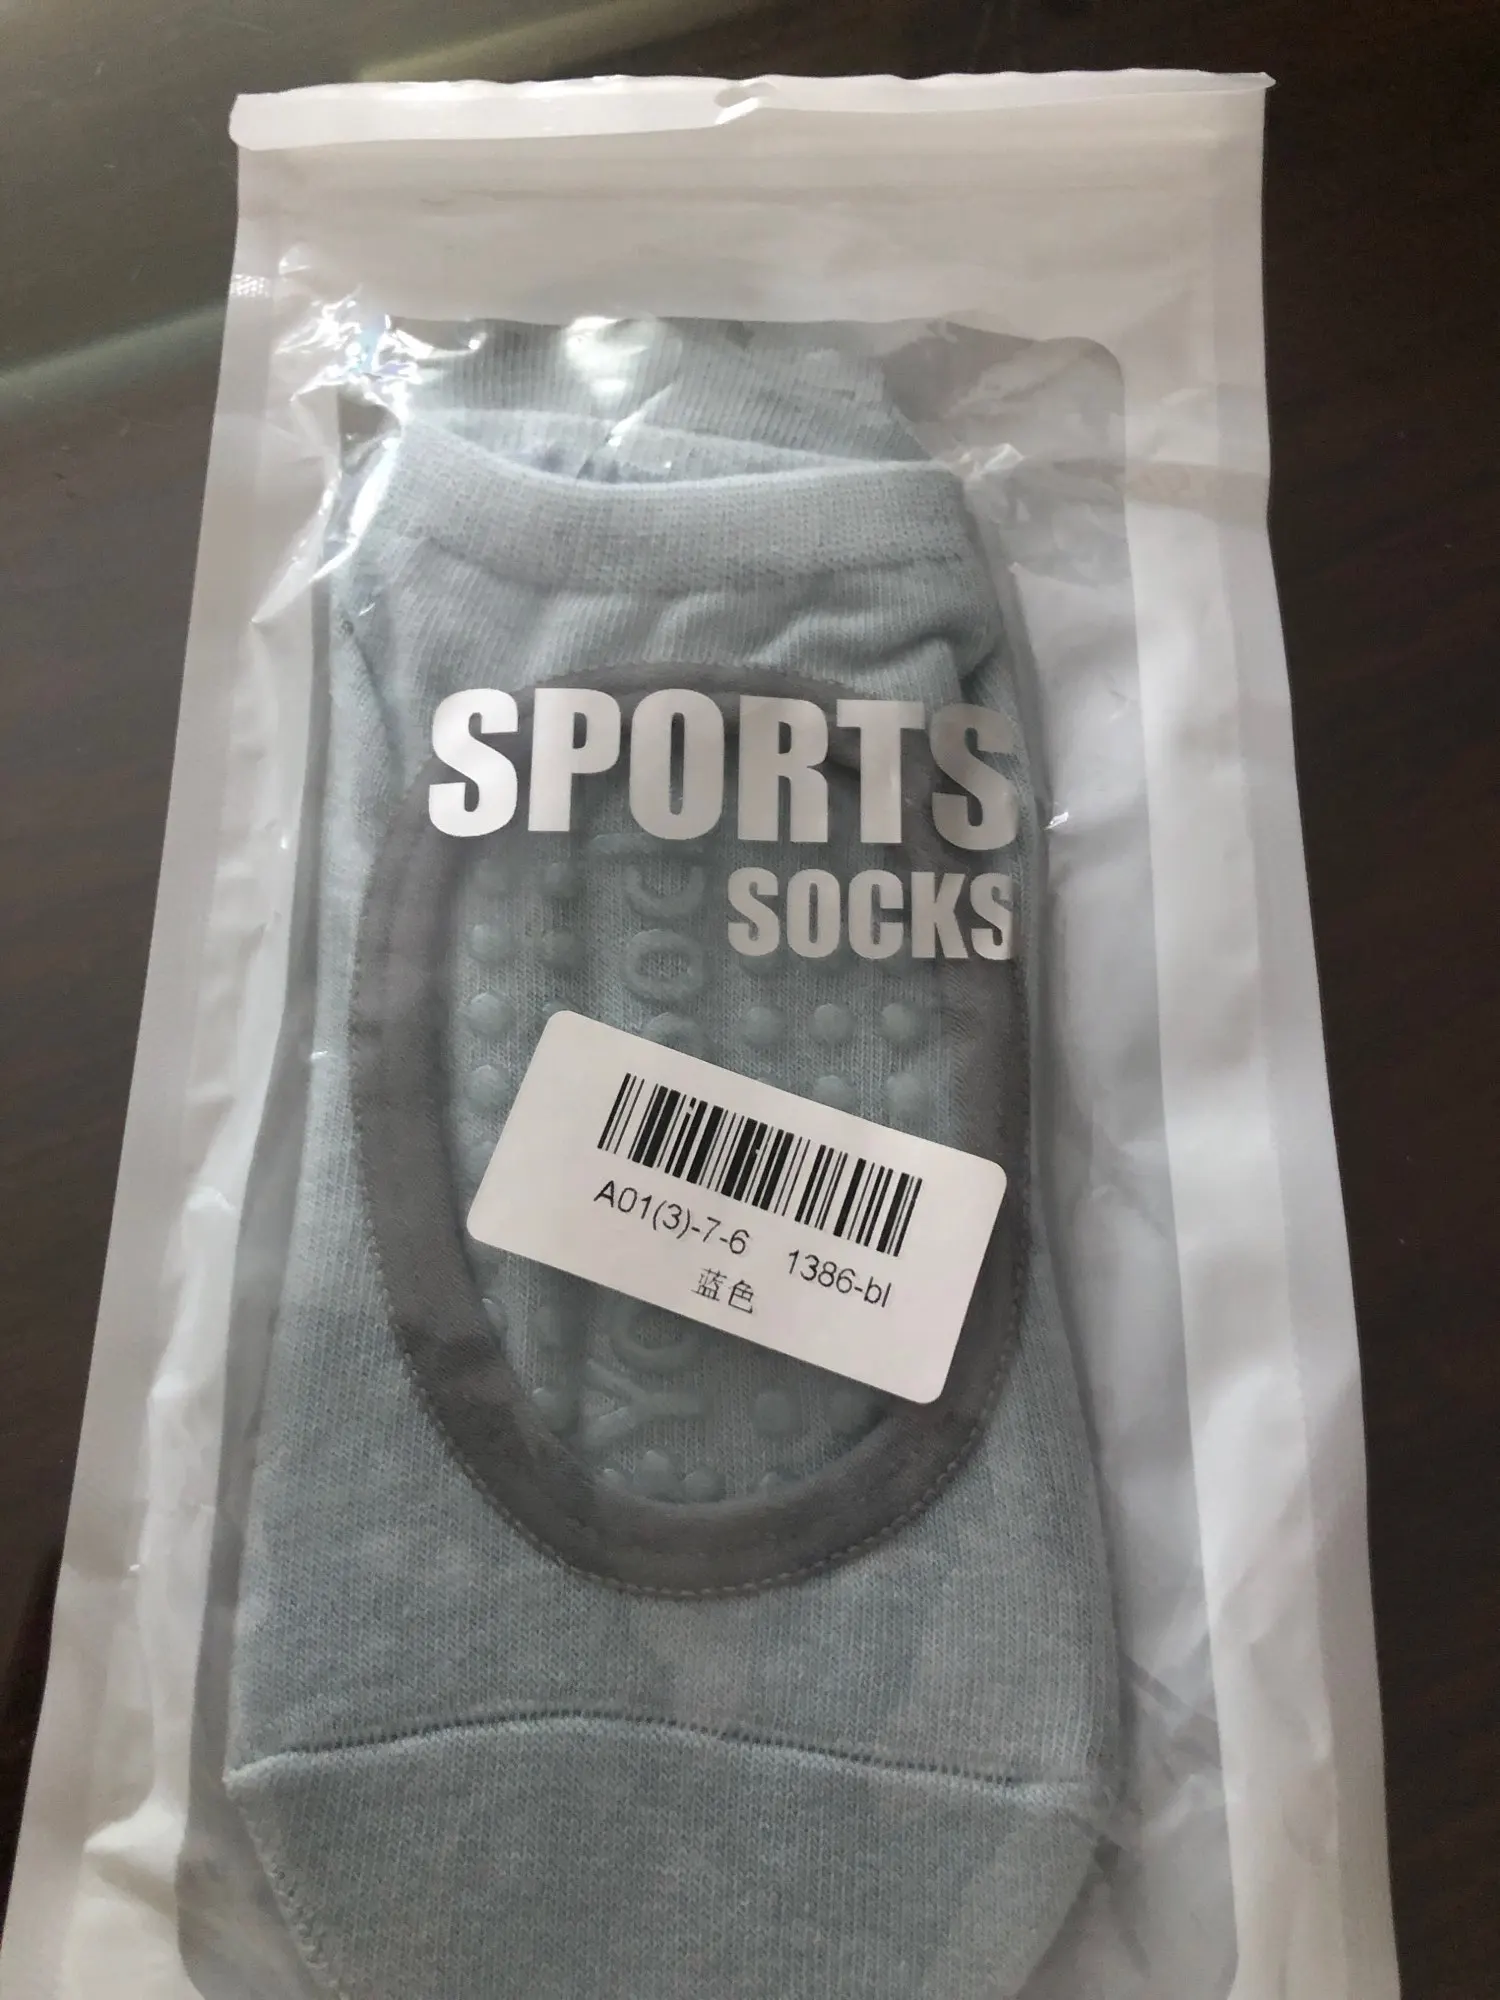 SPORTS
SOCKS
A01(3)-7-6 1386-bl
蓝色